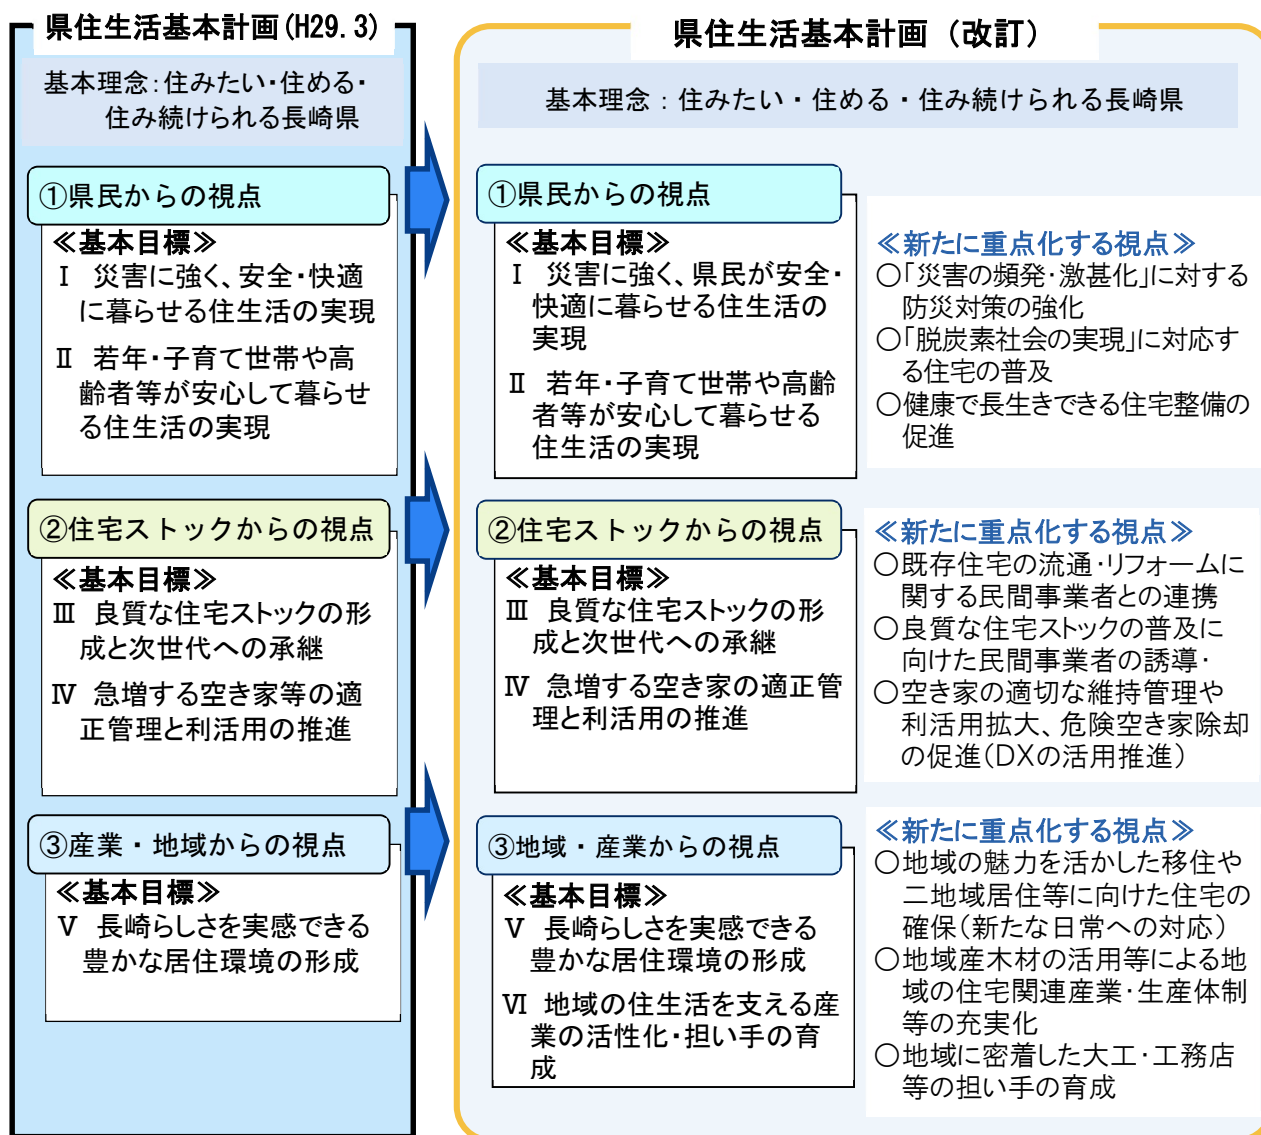 県住生活基本計画(H29.3)
基本理念:住みたい・住める・
住み続けられる長崎県
①県民からの視点
≪基本目標≫
Ⅰ 災害に強く、安全・快適
に暮らせる住生活の実現
Ⅱ 若年・子育て世帯や高
齢者等が安心して暮らせ
る住生活の実現
②住宅ストックからの視点
≪基本目標≫
Ⅲ 良質な住宅ストックの形
成と次世代への承継
Ⅳ 急増する空き家等の適
正管理と利活用の推進
③産業・地域からの視点
≪基本目標≫
Ⅴ 長崎らしさを実感できる
豊かな居住環境の形成
県住生活基本計画 (改訂)
基本理念:住みたい・住める・住み続けられる長崎県
①県民からの視点
≪基本目標≫
Ⅰ 災害に強く、県民が安全・
快適に暮らせる住生活の
実現
Ⅱ 若年・子育て世帯や高齢
者等が安心して暮らせる
住生活の実現
≪新たに重点化する視点≫
○「災害の頻発・激甚化」に対する
防災対策の強化
○「脱炭素社会の実現」に対応す
る住宅の普及
○健康で長生きできる住宅整備の
促進
②住宅ストックからの視点
≪基本目標≫
Ⅲ 良質な住宅ストックの形
成と次世代への承継
Ⅳ 急増する空き家の適正管
理と利活用の推進
≪新たに重点化する視点≫
○既存住宅の流通・リフォームに
関する民間事業者との連携
○良質な住宅ストックの普及に
向けた民間事業者の誘導・
○空き家の適切な維持管理や
利活用拡大、危険空き家除却
の促進(DXの活用推進)
③地域・産業からの視点
≪基本目標≫
Ⅴ 長崎らしさを実感できる
豊かな居住環境の形成
Ⅵ 地域の住生活を支える産
業の活性化・担い手の育
成
≪新たに重点化する視点≫
○地域の魅力を活かした移住や
二地域居住等に向けた住宅の
確保(新たな日常への対応)
○地域産木材の活用等による地
域の住宅関連産業・生産体制
等の充実化
○地域に密着した大工・工務店
等の担い手の育成